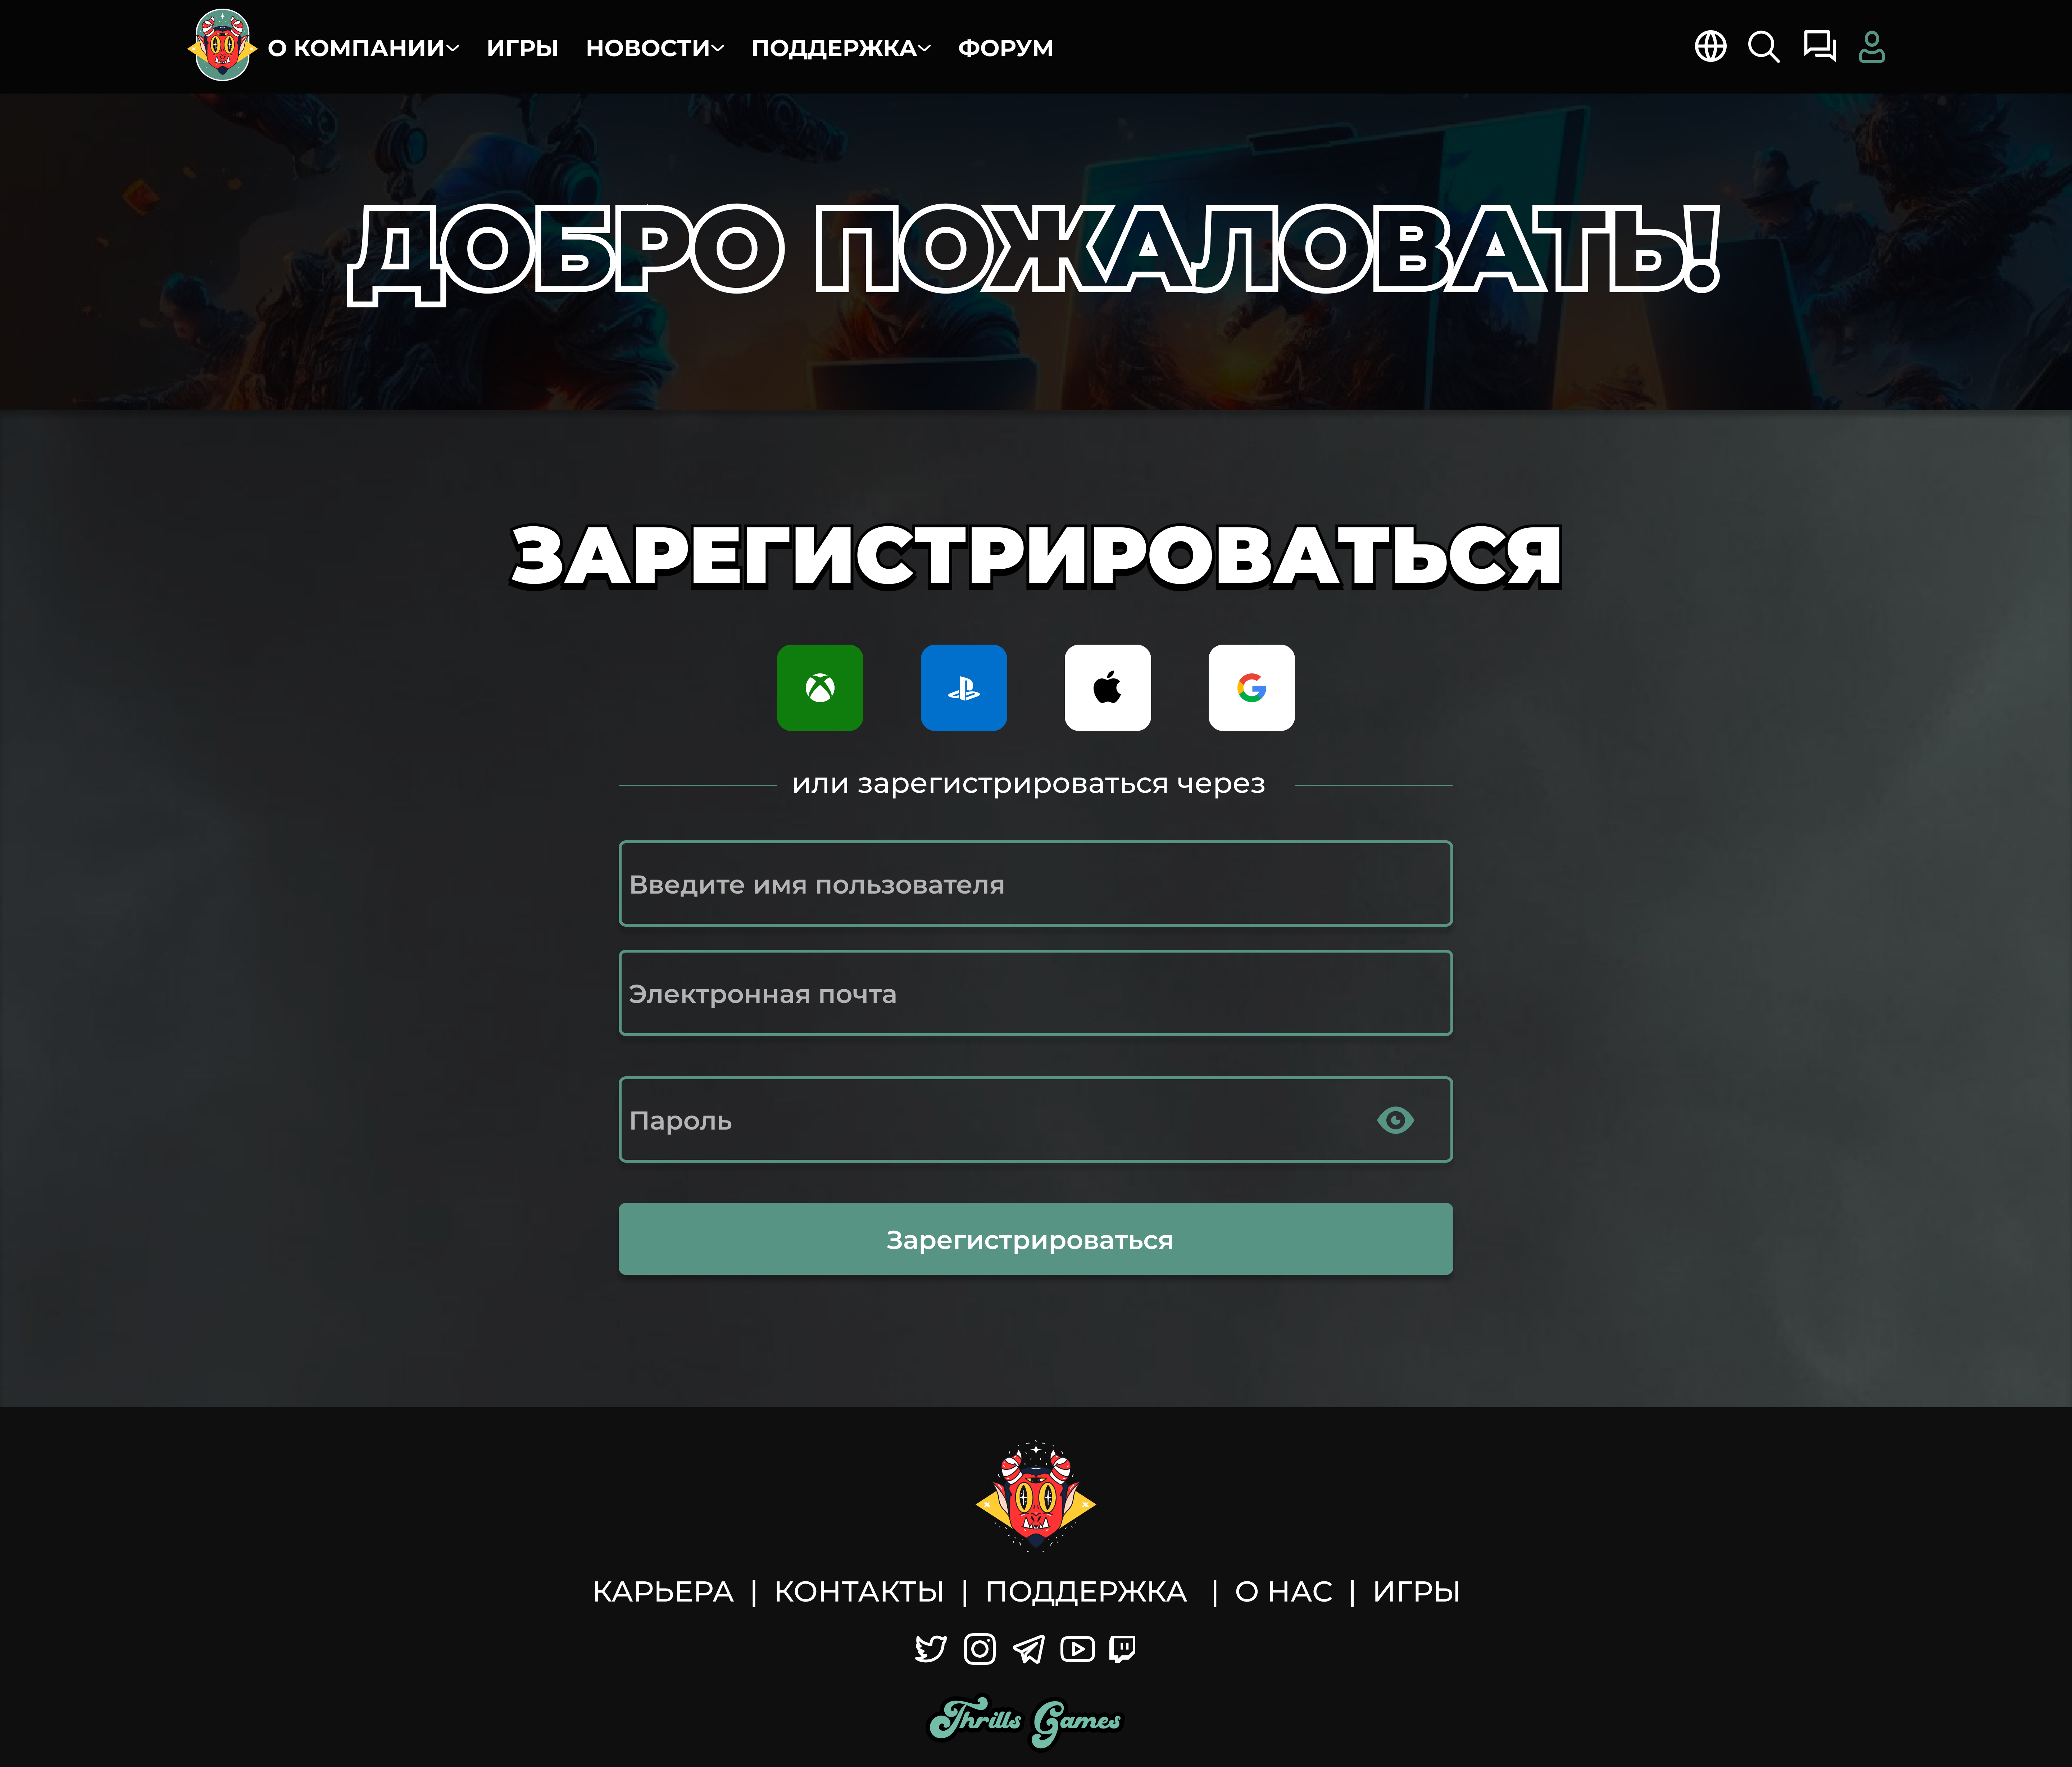 О КОМПАНИИ ИГРЫ НОВОСТИ ПОДДЕРЖКА ФОРУМ
ДОБРО ПОЖАЛОВАТЬ!
ЗАРЕГИСТРИРОВАТЬСЯ
или зарегистрироваться через
Введите имя пользователя
Электронная почта
Пароль
Зарегистрироваться
КАРЬЕРА | КОНТАКТЫ | ПОДДЕРЖКА | О НАС | ИГРЫ
Thrills Games